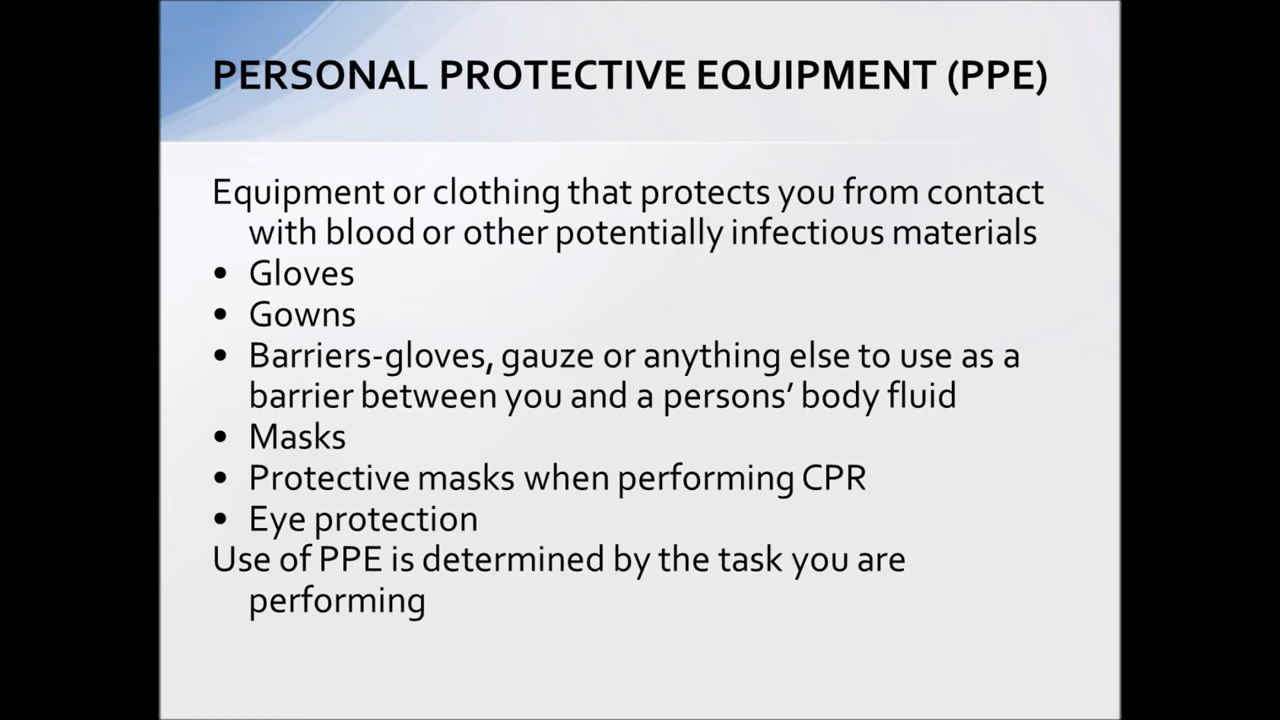 PERSONAL PROTECTIVE EQUIPMENT (PPE)
Equipment or clothing that protects you from contact
with blood or other potentially infectious materials
• Gloves
• Gowns
• Barriers-gloves, gauze or anything else to use as a
barrier between you and a persons’ body fluid
• Masks
• Protective masks when performing CPR
• Eye protection
Use of PPE is determined by the task you are
performing